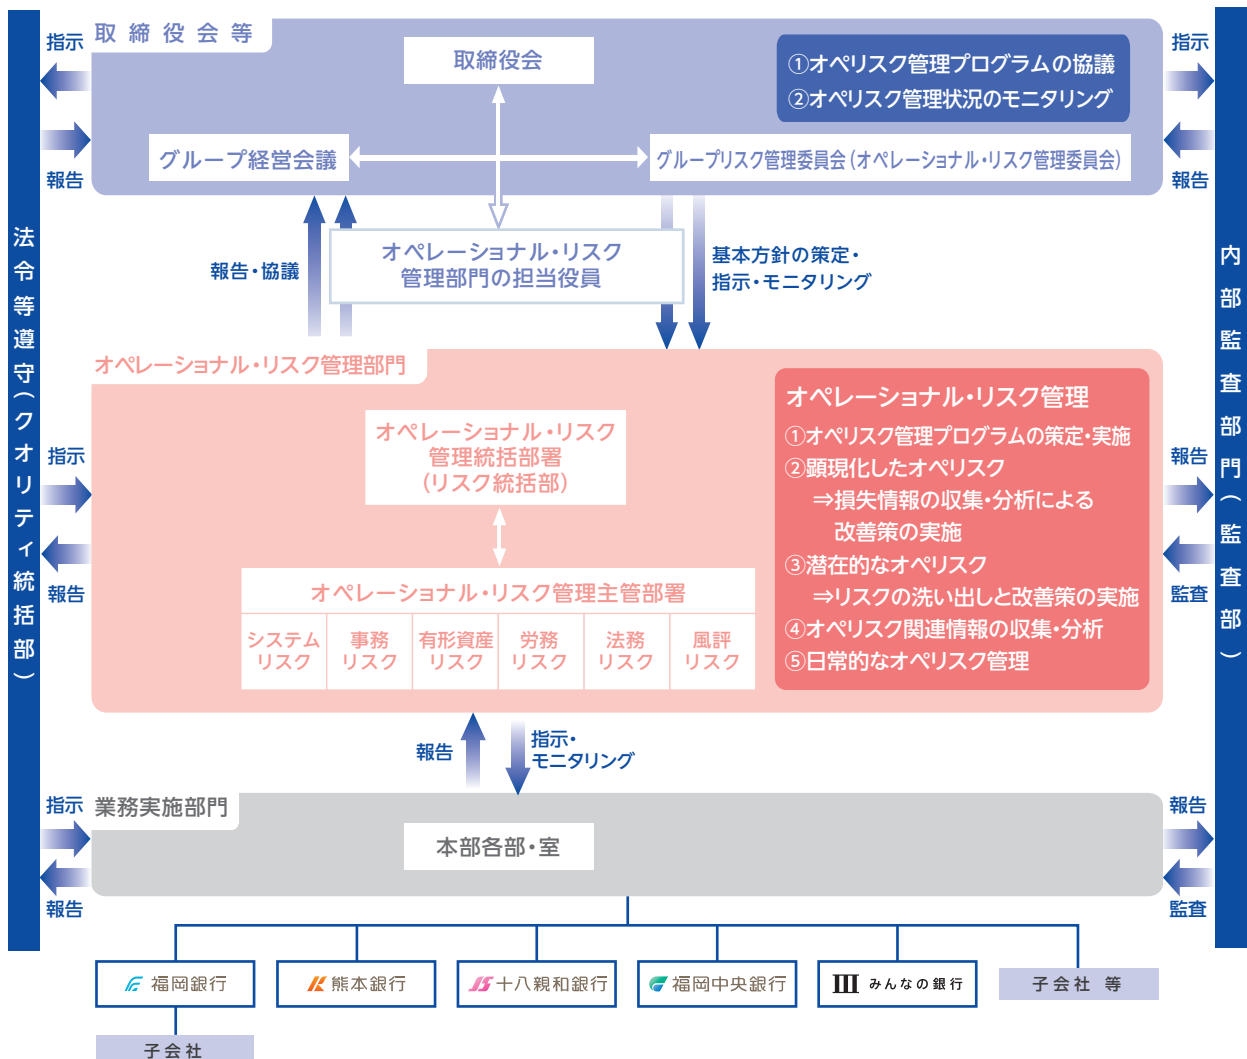 取締役会等
取締役会
①オペリスク管理プログラムの協議
②オペリスク管理状況のモニタリング
グループ経営会議
グループリスク管理委員会(オペレーショナル・リスク管理委員会)
指示
報告
指示
報告
法令等遵守(クオリティ統括部)
内部監査部門(監査部)
報告・協議
オペレーショナル・リスク
管理部門の担当役員
基本方針の策定・
指示・モニタリング
オペレーショナル・リスク管理部門
オペレーショナル・リスク
管理統括部署
(リスク統括部)
オペレーショナル・リスク管理
①オペリスク管理プログラムの策定・実施
②顕現化したオペリスク
⇒損失情報の収集・分析による
改善策の実施
③潜在的なオペリスク
⇒リスクの洗い出しと改善策の実施
④オペリスク関連情報の収集・分析
⑤日常的なオペリスク管理
指示
報告
報告
監査
オペレーショナル・リスク管理主管部署
システム
リスク
事務
リスク
有形資産
リスク
労務
リスク
法務
リスク
風評
リスク
報告
指示・
モニタリング
業務実施部門
本部各部・室
指示
報告
報告
監査
福岡銀行
熊本銀行
十八親和銀行
福岡中央銀行
みんなの銀行
子会社 等
子会社